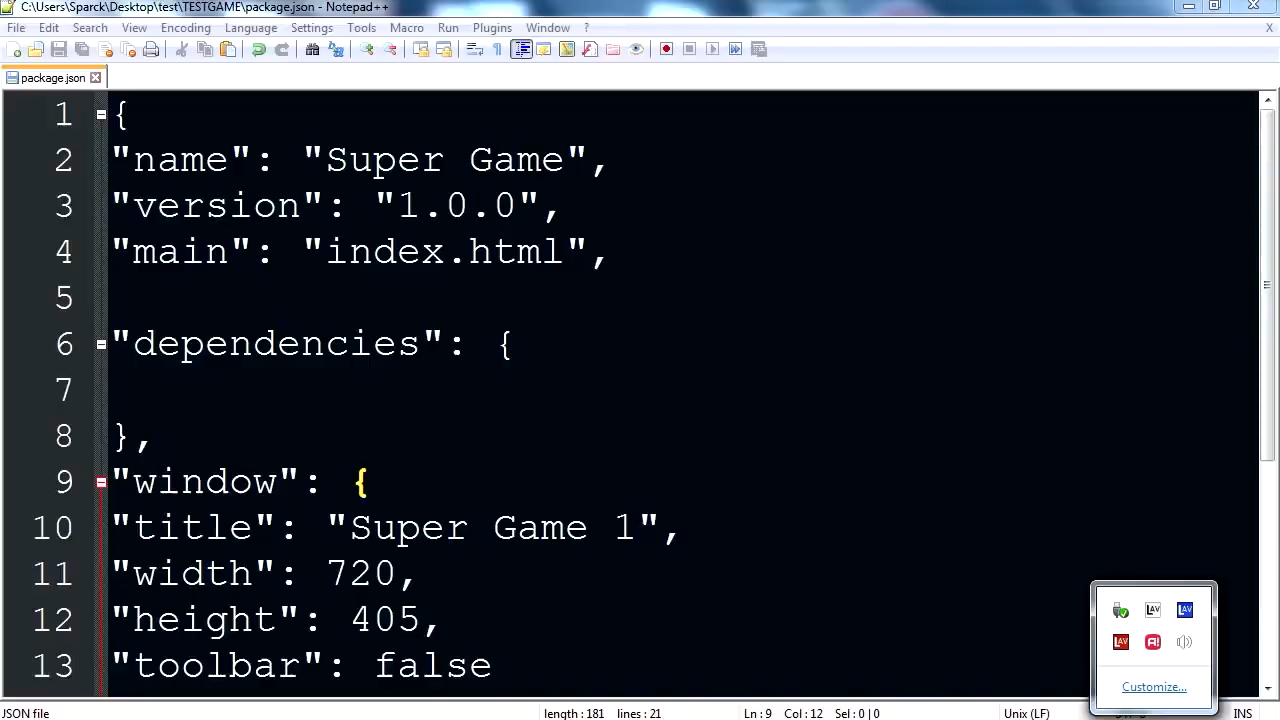 C:\Users\Sparck\Desktop\test\TESTGAME\package.json - Notepad++
File Edit Search View Encoding Language Settings Tools Macro Run Plugins Window ? X
package.json
1 {
2 "name": "Super Game",
3 "version": "1.0.0",
4 "main": "index.html",
5
6 "dependencies": {
7
8 },
9 "window": {
10 "title": "Super Game 1",
11 "width": 720,
12 "height": 405,
13 "toolbar": false
LAV LAV
LAV A!
Customize...
JSON file length : 181 lines : 21 Ln : 9 Col : 12 Sel : 0 | 0 Unix (LF) INS